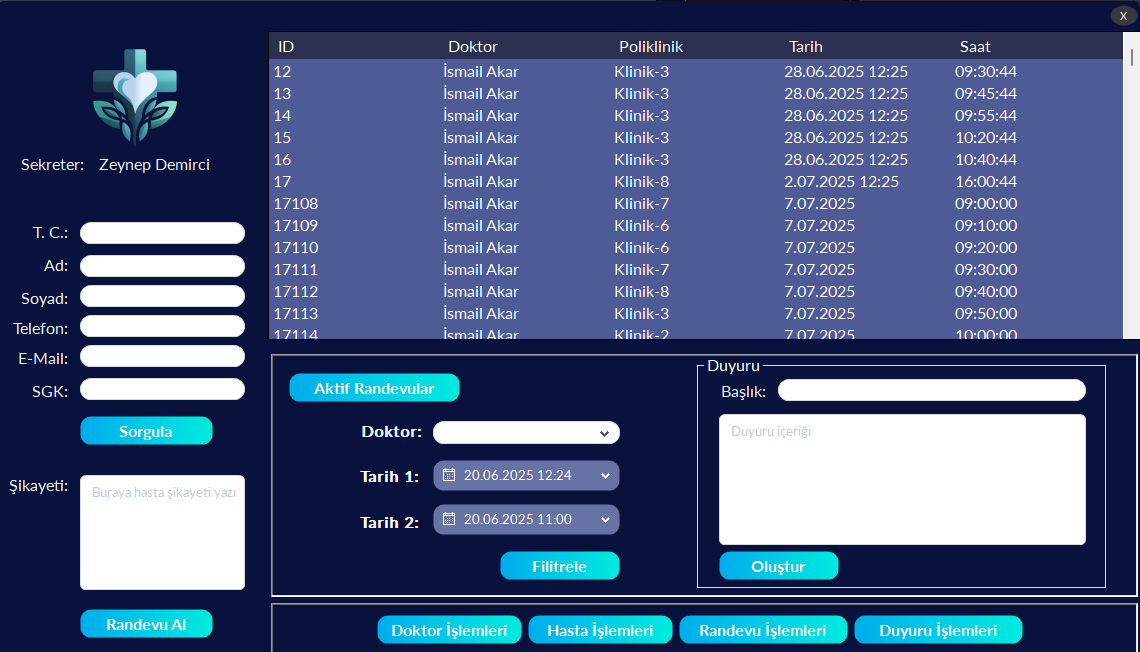 X
Sekreter: Zeynep Demirci
T. C.:
Ad:
Soyad:
Telefon:
E-Mail:
SGK:
Sorgula
Şikayeti:
Buraya hasta şikayeti yazı
Randevu Al
ID Doktor Poliklinik Tarih Saat
12 İsmail Akar Klinik-3 28.06.2025 12:25 09:30:44
13 İsmail Akar Klinik-3 28.06.2025 12:25 09:45:44
14 İsmail Akar Klinik-3 28.06.2025 12:25 09:55:44
15 İsmail Akar Klinik-3 28.06.2025 12:25 10:20:44
16 İsmail Akar Klinik-3 28.06.2025 12:25 10:40:44
17 İsmail Akar Klinik-8 2.07.2025 12:25 16:00:44
17108 İsmail Akar Klinik-7 7.07.2025 09:00:00
17109 İsmail Akar Klinik-6 7.07.2025 09:10:00
17110 İsmail Akar Klinik-6 7.07.2025 09:20:00
17111 İsmail Akar Klinik-7 7.07.2025 09:30:00
17112 İsmail Akar Klinik-8 7.07.2025 09:40:00
17113 İsmail Akar Klinik-3 7.07.2025 09:50:00
17114 İsmail Akar Klinik-2 7.07.2025 10:00:00
Aktif Randevular
Doktor:
Tarih 1: 20.06.2025 12:24
Tarih 2: 20.06.2025 11:00
Filitrele
Duyuru
Başlık:
Duyuru içeriği
Oluştur
Doktor İşlemleri Hasta İşlemleri Randevu İşlemleri Duyuru İşlemleri